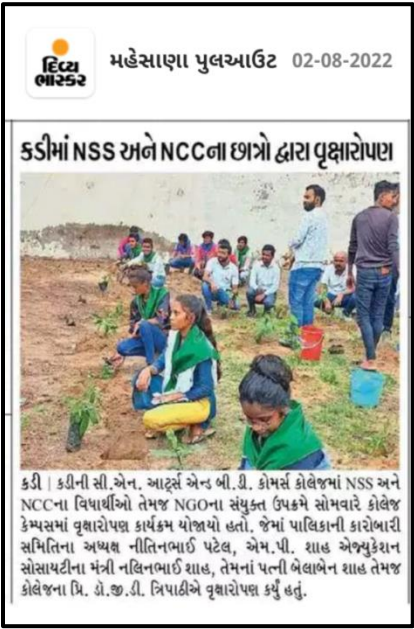 દિવ્ય
ભાસ્કર
મહેસાણા પુલઆઉટ 02-08-2022
કડીમાં NSS અને NCCના છાત્રો દ્વારા વૃક્ષારોપણ
કડી | કડીની સી.એન. આર્ટ્સ એન્ડ બી.ડી. કોમર્સ કોલેજમાં NSS અને
NCCના વિધાર્થીઓ તેમજ NGOના સંયુક્ત ઉપક્રમે સોમવારે કોલેજ
કેમ્પસમાં વૃક્ષારોપણ કાર્યક્રમ યોજાયો હતો. જેમાં પાલિકાની કારોબારી
સમિતિના અધ્યક્ષ નીતિનભાઈ પટેલ, એમ.પી. શાહ એજ્યુકેશન
સોસાયટીના મંત્રી નલિનભાઈ શાહ, તેમનાં પત્ની બેલાબેન શાહ તેમજ
કોલેજના પ્રિ. ડૉ.જી.ડી. ત્રિપાઠીએ વૃક્ષારોપણ કર્યું હતું.